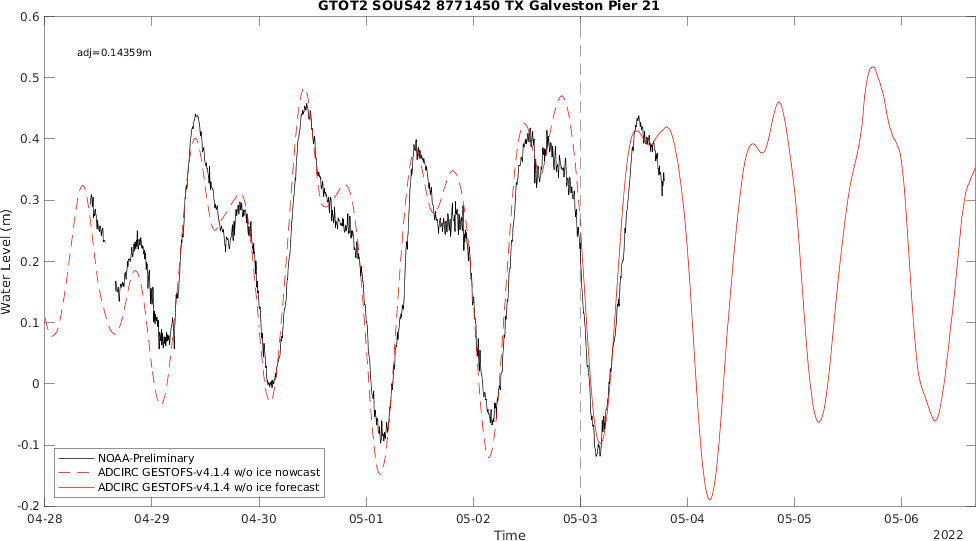 GTOT2 SOUS42 8771450 TX Galveston Pier 21
0.6
adj=0.14359m
0.5
0.4
0.3
0.2
0.1
0
-0.1
-0.2
Water Level (m)
NOAA-Preliminary
ADCIRC GESTOFS-v4.1.4 w/o ice nowcast
ADCIRC GESTOFS-v4.1.4 w/o ice forecast
04-28 04-29 04-30 05-01 05-02 05-03 05-04 05-05 05-06
Time
2022